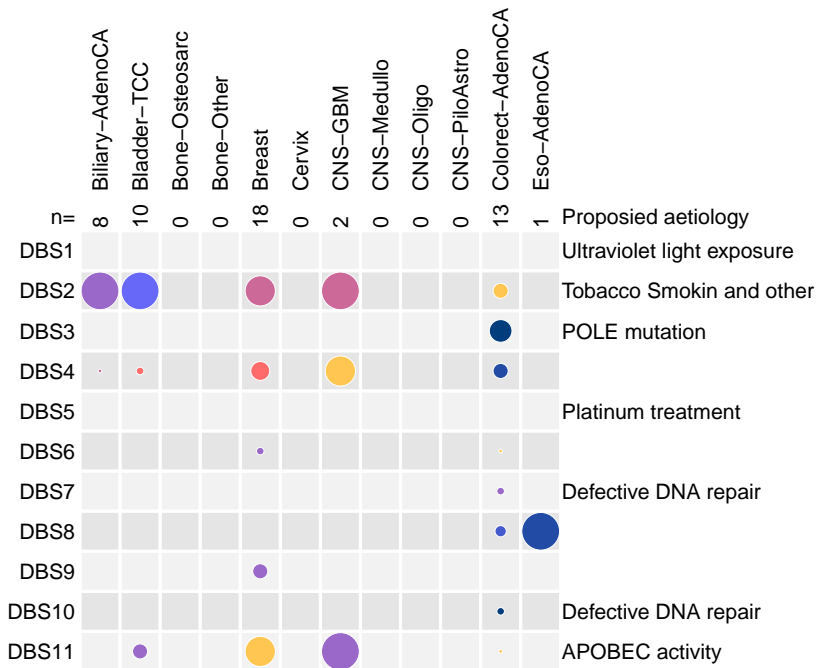 Biliary−AdenoCA
Bladder−TCC
Bone−Osteosarc
Bone−Other
Breast
Cervix
CNS−GBM
CNS−Medullo
CNS−Oligo
CNS−PiloAstro
Colorect−AdenoCA
Eso−AdenoCA
n= 8 10 0 0 18 0 2 0 0 0 13 1 Proposied aetiology
DBS1 Ultraviolet light exposure
DBS2 Tobacco Smokin and other
DBS3 POLE mutation
DBS4
DBS5 Platinum treatment
DBS6
DBS7 Defective DNA repair
DBS8
DBS9
DBS10 Defective DNA repair
DBS11 APOBEC activity